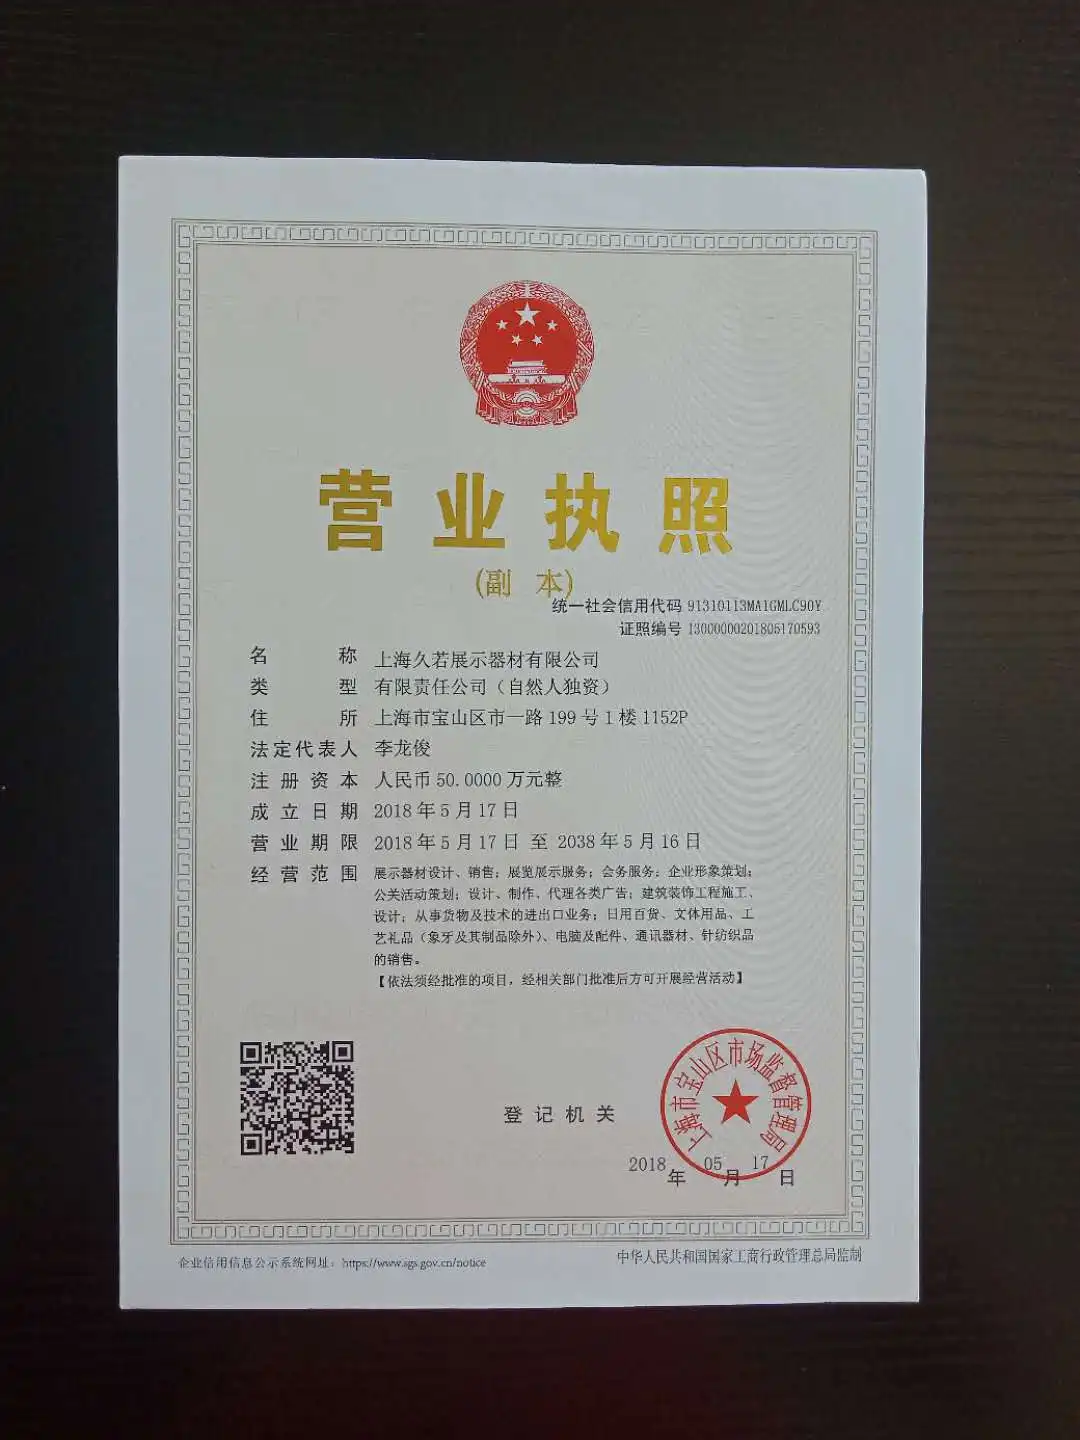 营业执照
(副 本)
统一社会信用代码 91310113MA1GMLC90Y
证照编号 13000000201805170593
名 称 上海久若展示器材有限公司
类 型 有限责任公司（自然人独资）
住 所 上海市宝山区市一路 199 号 1 楼 1152P
法定代表人 李龙俊
注册资本 人民币 50.0000 万元整
成立日期 2018 年 5 月 17 日
营业期限 2018 年 5 月 17 日 至 2038 年 5 月 16 日
经营范围 展示器材设计、销售；展览展示服务；会务服务；企业形象策划；
公关活动策划；设计、制作、代理各类广告；建筑装饰工程施工、
设计；从事货物及技术的进出口业务；日用百货、文体用品、工
艺礼品（象牙及其制品除外）、电脑及配件、通讯器材、针纺织品
的销售。
【依法须经批准的项目，经相关部门批准后方可开展经营活动】
登记机关
上海市宝山区市场监督管理局
2018 年 05 月 17 日
企业信用信息公示系统网址：https://www.sgs.gov.cn/notice
中华人民共和国国家工商行政管理总局监制